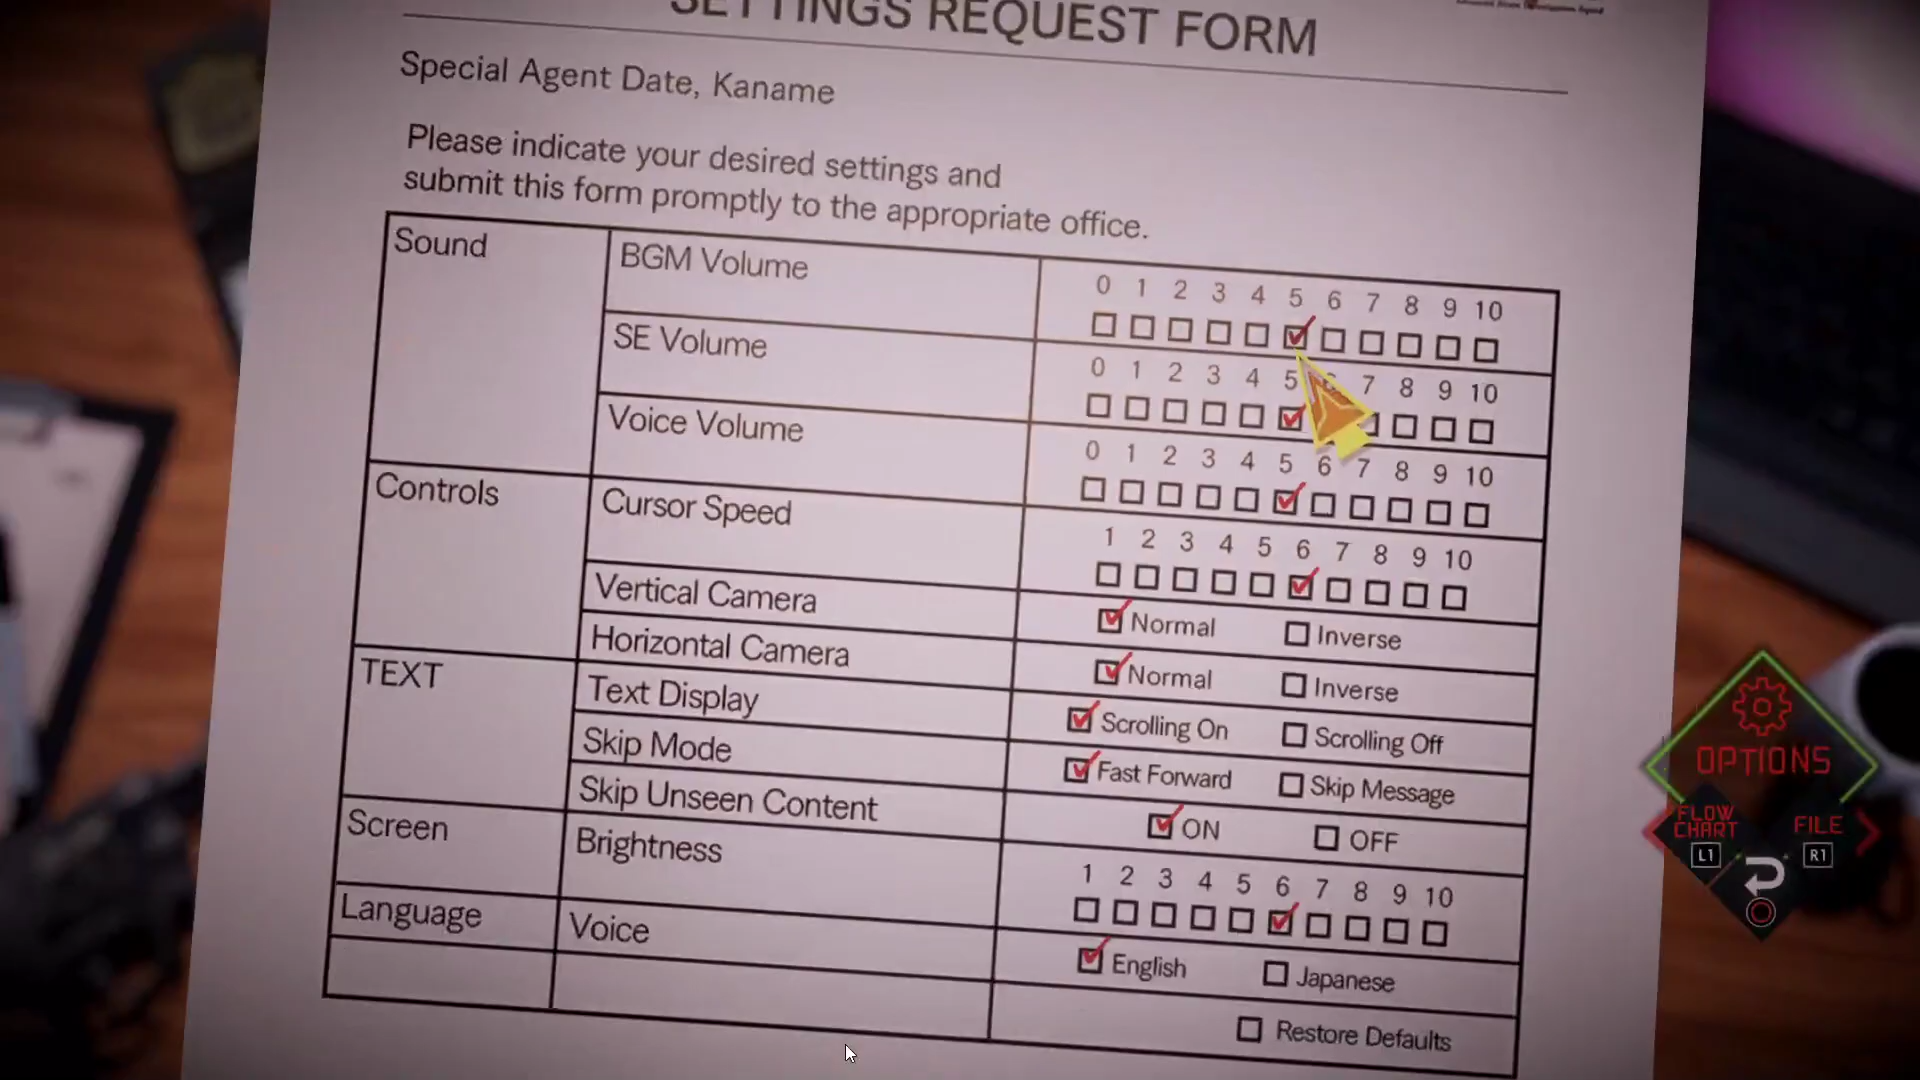 SETTINGS REQUEST FORM
Special Agent Date, Kaname
Please indicate your desired settings and
submit this form promptly to the appropriate office.
Sound
BGM Volume
0 1 2 3 4 5 6 7 8 9 10
SE Volume
0 1 2 3 4 5 7 8 9 10
Voice Volume
0 1 2 3 4 5 6 7 8 9 10
Controls
Cursor Speed
1 2 3 4 5 6 7 8 9 10
Vertical Camera
Normal Inverse
Horizontal Camera
Normal Inverse
TEXT
Text Display
Scrolling On Scrolling Off
Skip Mode
Fast Forward Skip Message
Skip Unseen Content
ON OFF
Screen
Brightness
1 2 3 4 5 6 7 8 9 10
Language
Voice
English Japanese
Restore Defaults
OPTIONS
FLOW
CHART
L1
FILE
R1